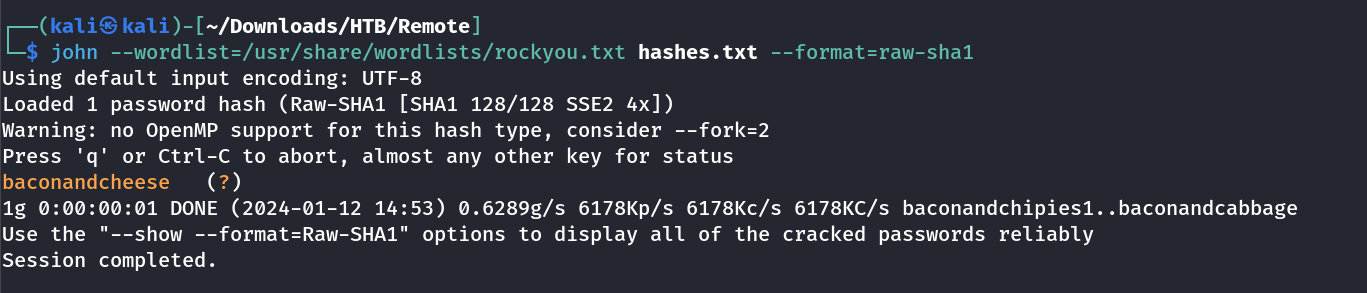 ┌──(kali㉿kali)-[~/Downloads/HTB/Remote]
└─$ john --wordlist=/usr/share/wordlists/rockyou.txt hashes.txt --format=raw-sha1
Using default input encoding: UTF-8
Loaded 1 password hash (Raw-SHA1 [SHA1 128/128 SSE2 4x])
Warning: no OpenMP support for this hash type, consider --fork=2
Press 'q' or Ctrl-C to abort, almost any other key for status
baconandcheese   (?)
1g 0:00:00:01 DONE (2024-01-12 14:53) 0.6289g/s 6178Kp/s 6178Kc/s 6178KC/s baconandchipies1..baconandcabbage
Use the "--show --format=Raw-SHA1" options to display all of the cracked passwords reliably
Session completed.